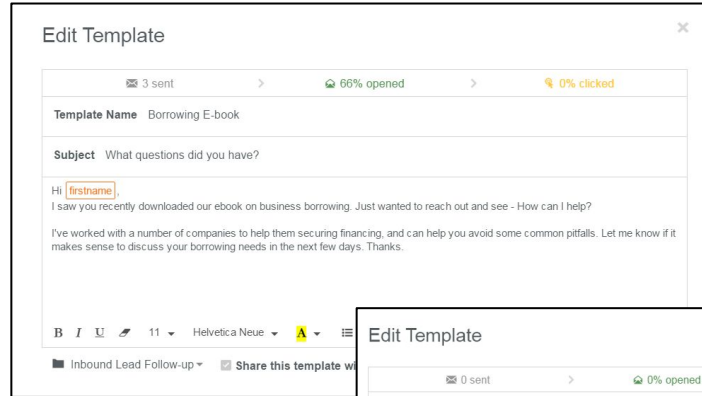 Edit Template
×
3 sent > 66% opened > 0% clicked
Template Name Borrowing E-book
Subject What questions did you have?
Hi firstname,
I saw you recently downloaded our ebook on business borrowing. Just wanted to reach out and see - How can I help?
I've worked with a number of companies to help them securing financing, and can help you avoid some common pitfalls. Let me know if it
makes sense to discuss your borrowing needs in the next few days. Thanks.
B I U 11 Helvetica Neue A
Inbound Lead Follow-up Share this template wi
Edit Template
0 sent > 0% opened